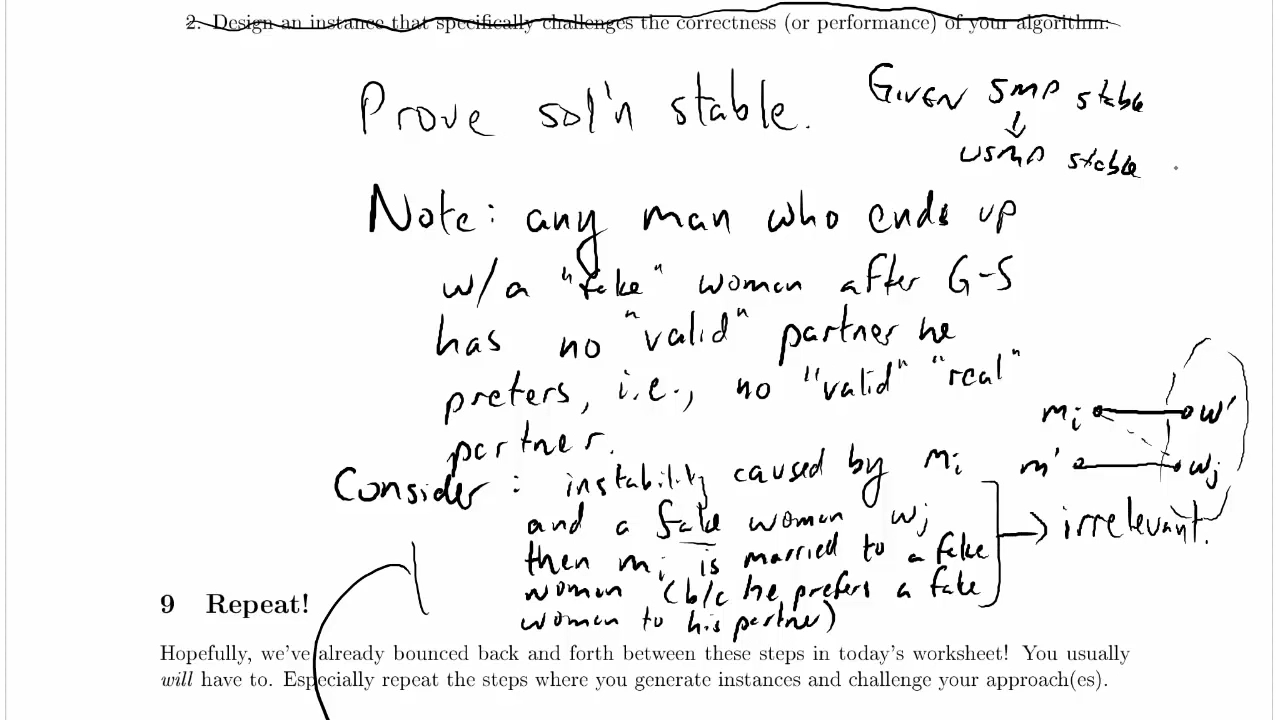 2. Design an instance that specifically challenges the correctness (or performance) of your algorithm.
Prove sol'n stable.
GIVEN SMP stable
↓
USMP stable
Note: any man who ends up
w/a "fake" women after G-S
has no "valid" partner he
prefers, i.e., no "valid" "real"
partner.
mi w'
m' wj
Consider: instability caused by mi
and a fake women wj
then mi is married to a fake
women (b/c he prefers a fake
women to his partner)
→ irrelevant.
9 Repeat!
Hopefully, we've already bounced back and forth between these steps in today's worksheet! You usually
will have to. Especially repeat the steps where you generate instances and challenge your approach(es).